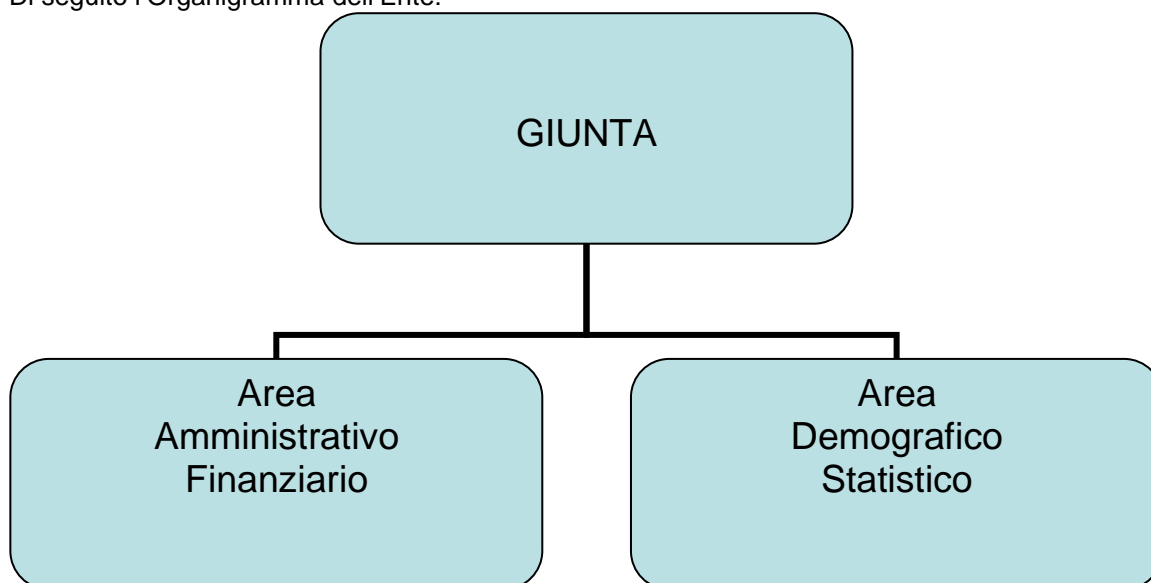 Di seguito l'Organigramma dell'Ente:
GIUNTA
Area
Amministrativo
Finanziario
Area
Demografico
Statistico